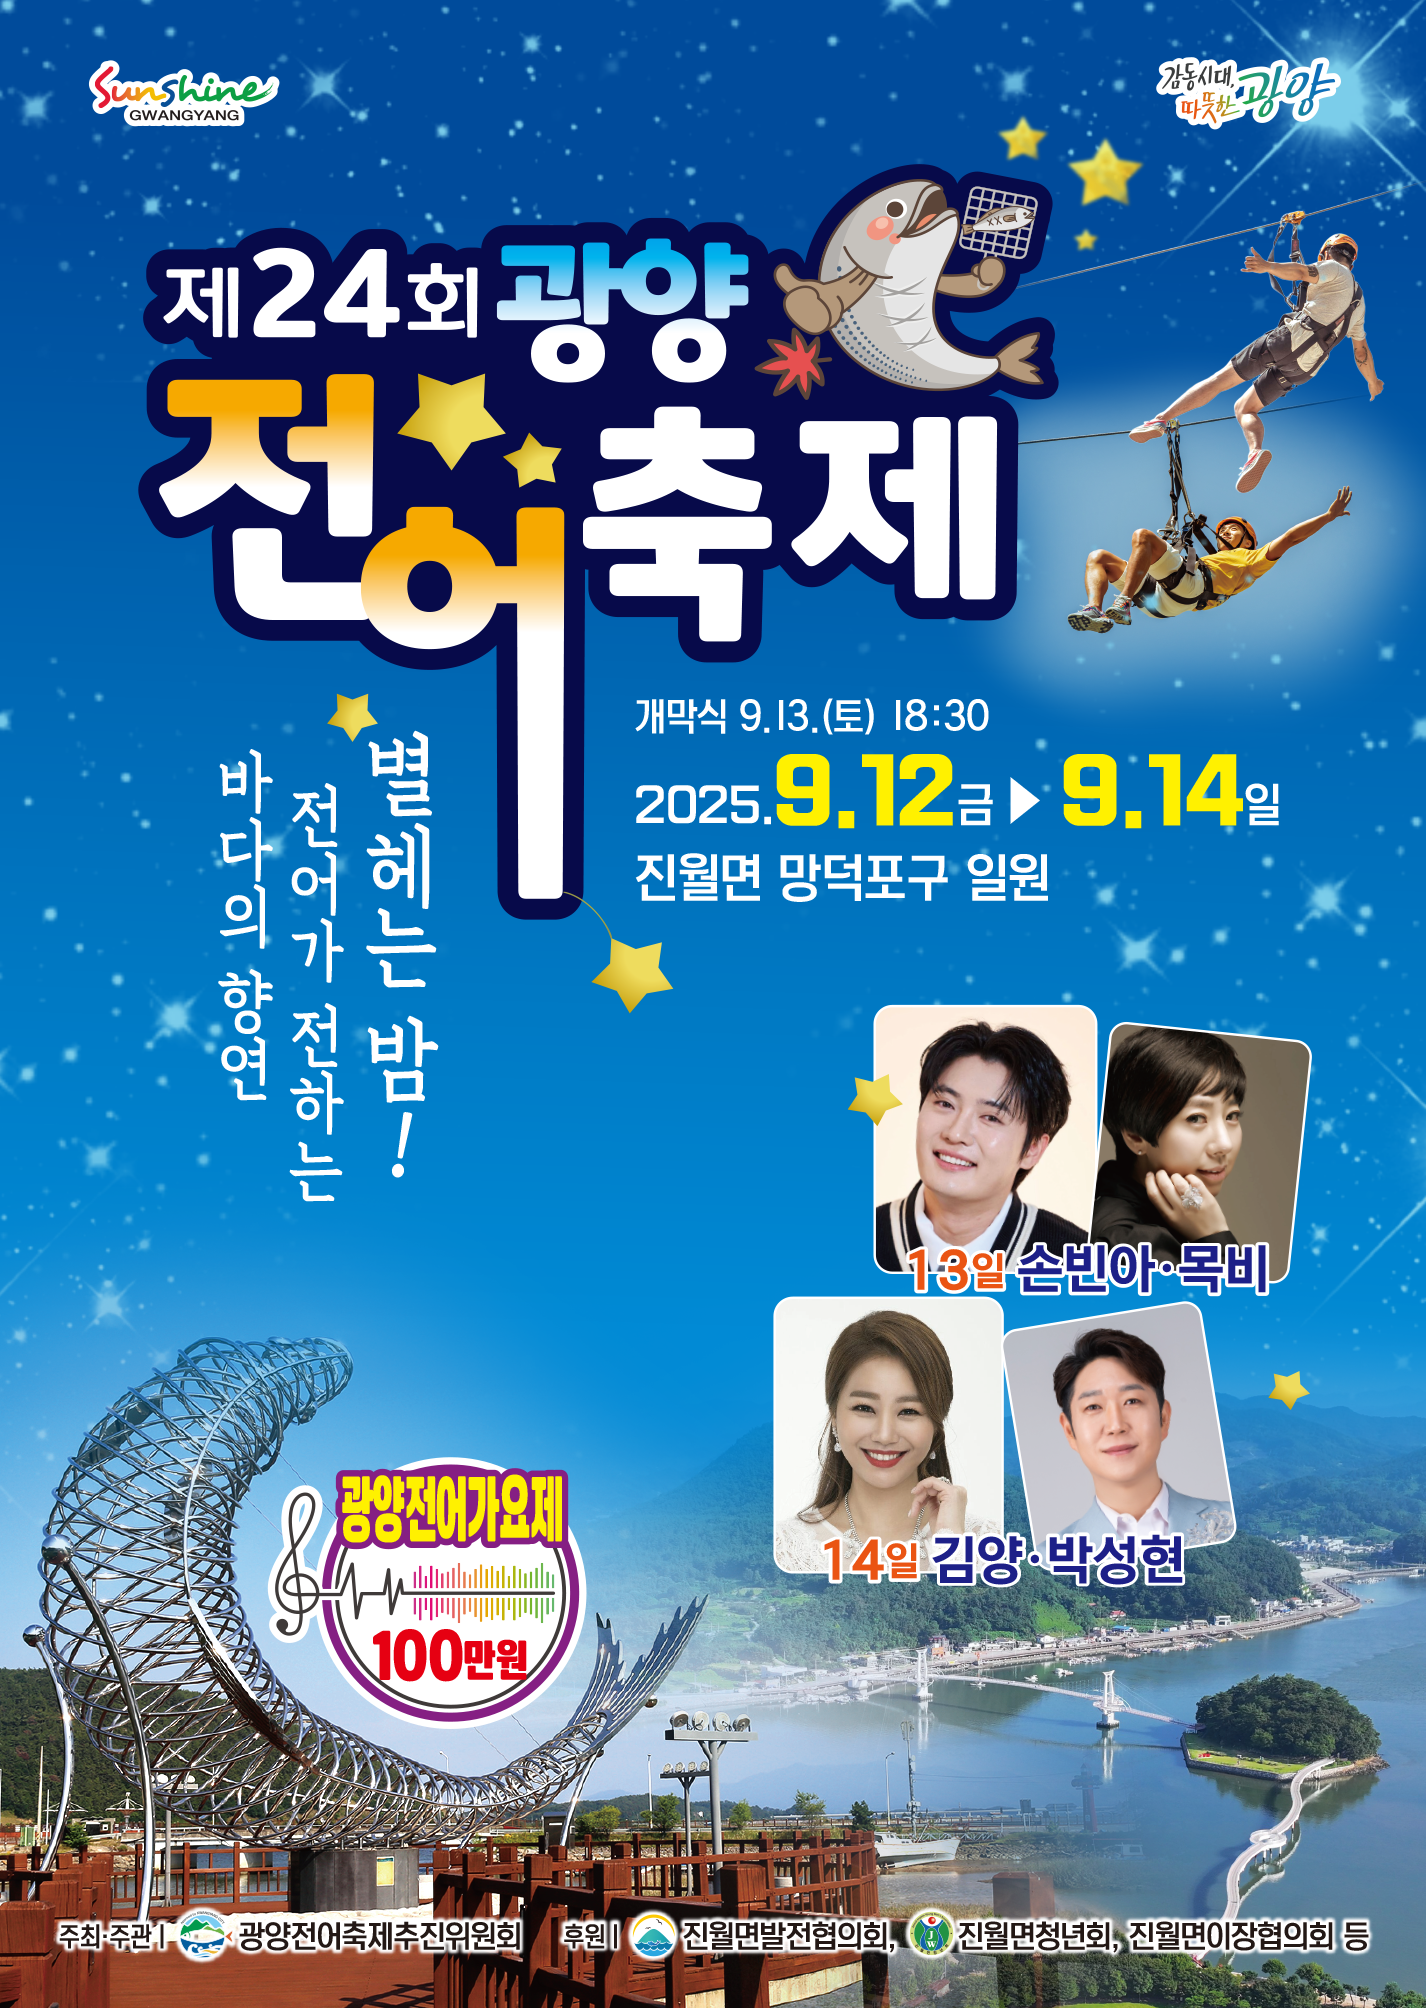 Sunshine
GWANGYANG
감동시대,
따뜻한 광양
제24회 광양
전어축제
개막식 9.13.(토) 18:30
2025.9.12금 ▶ 9.14일
진월면 망덕포구 일원
별헤는 밤!
전어가 전하는
바다의 향연
13일 손빈아·목비
14일 김양·박성현
광양전어가요제
100만원
주최·주관 | 광양전어축제추진위원회 후원 | 진월면발전협의회, JW 진월면청년회, 진월면이장협의회 등